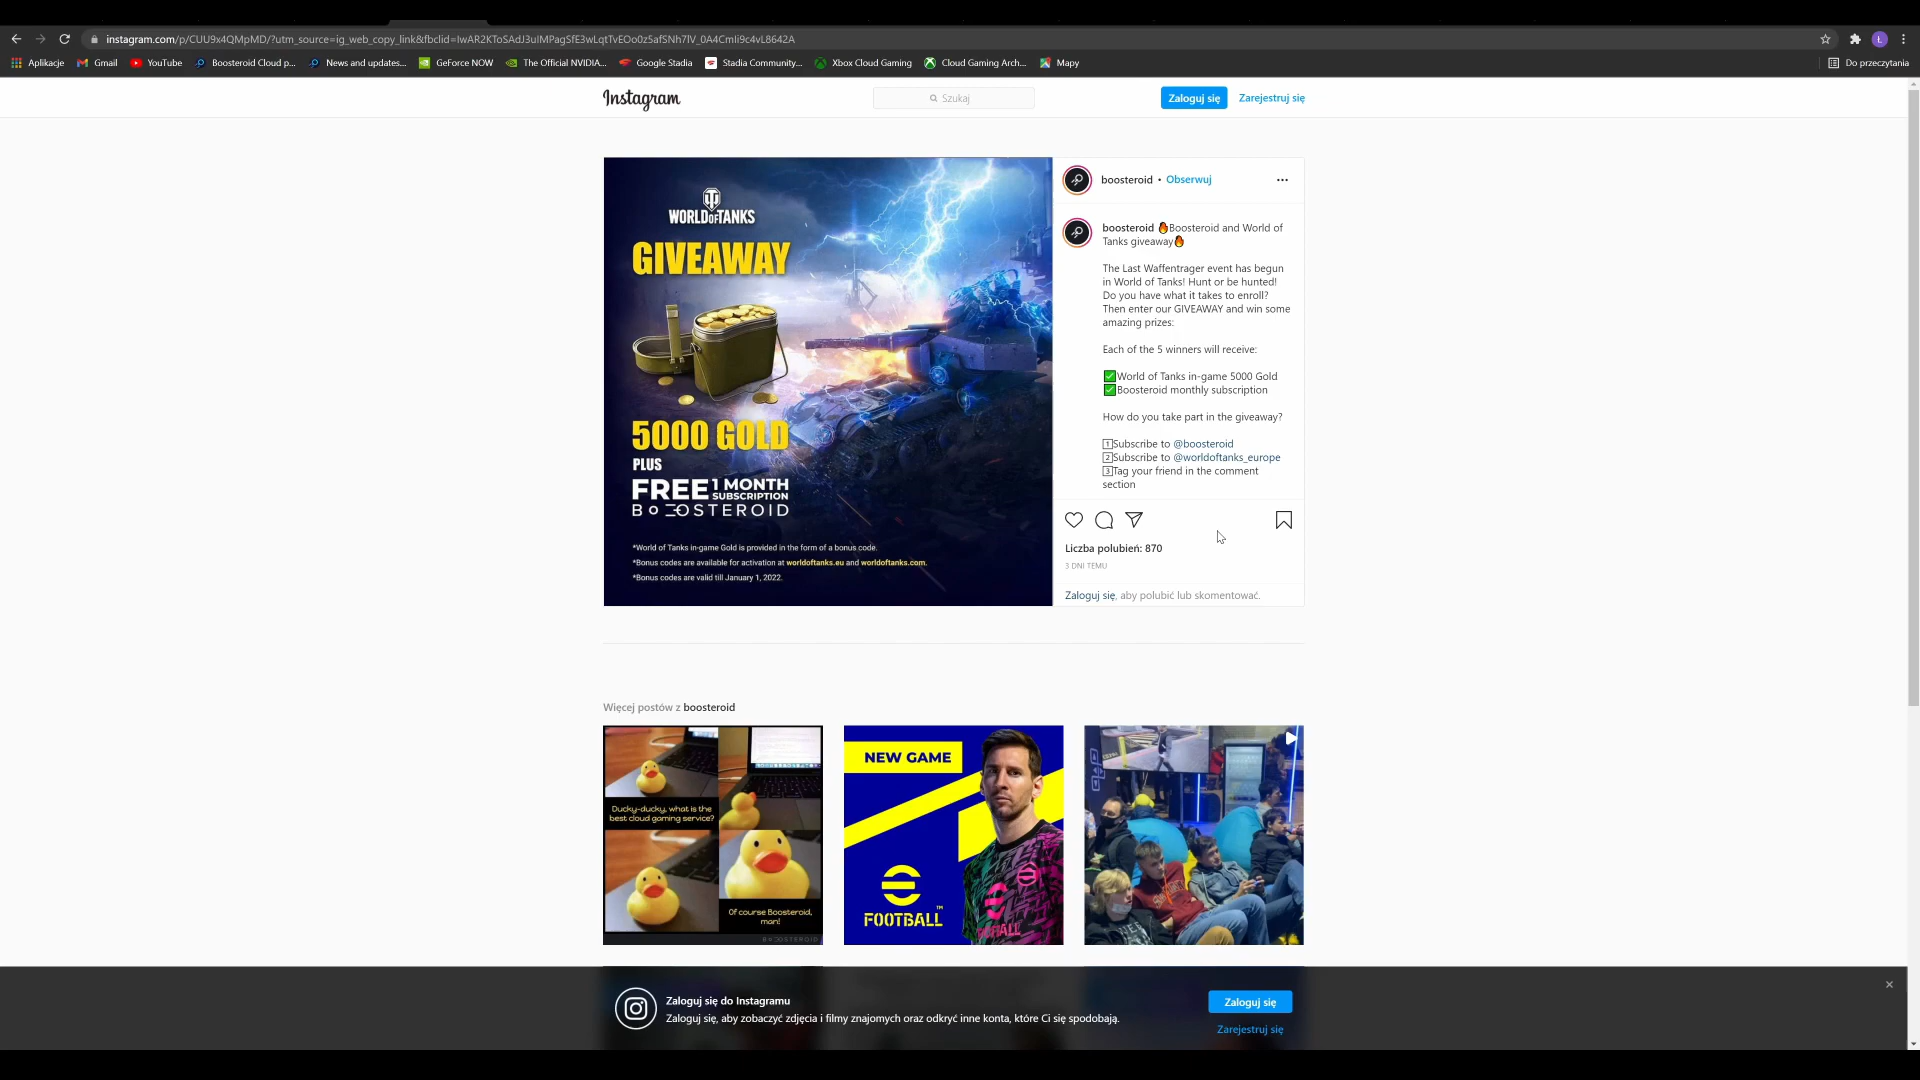 instagram.com/p/CUU9x4QMpMD/?utm_source=ig_web_copy_link&fbclid=IwAR2KToSAdJ3uIMPagSfE3wLqtTvEOo0zSafSNh7lV_0A4CmIi9c4vL8642A
Aplikacje Gmail YouTube Boosteroid Cloud p... News and updates... GeForce NOW The Official NVIDIA... Google Stadia Stadia Community... Xbox Cloud Gaming Cloud Gaming Arch... Mapy Do przeczytania
Instagram Szukaj Zaloguj się Zarejestruj się
WORLD OF TANKS
GIVEAWAY
5000 GOLD
PLUS
FREE 1 MONTH SUBSCRIPTION
BOOSTEROID
*World of Tanks in-game Gold is provided in the form of a bonus code.
*Bonus codes are available for activation at worldoftanks.eu and worldoftanks.com.
*Bonus codes are valid till January 1, 2022.
boosteroid • Obserwuj
boosteroid 🔥Boosteroid and World of
Tanks giveaway🔥
The Last Waffentrager event has begun
in World of Tanks! Hunt or be hunted!
Do you have what it takes to enroll?
Then enter our GIVEAWAY and win some
amazing prizes:
Each of the 5 winners will receive:
✅World of Tanks in-game 5000 Gold
✅Boosteroid monthly subscription
How do you take part in the giveaway?
1️⃣Subscribe to @boosteroid
2️⃣Subscribe to @worldoftanks_europe
3️⃣Tag your friend in the comment
section
Liczba polubień: 870
3 DNI TEMU
Zaloguj się, aby polubić lub skomentować.
Więcej postów z boosteroid
Ducky-ducky, what is the
best cloud gaming service?
Of course Boosteroid,
man!
BOOSTEROID
NEW GAME
FOOTBALL™
Zaloguj się do Instagramu
Zaloguj się, aby zobaczyć zdjęcia i filmy znajomych oraz odkryć inne konta, które Ci się spodobają.
Zaloguj się
Zarejestruj się